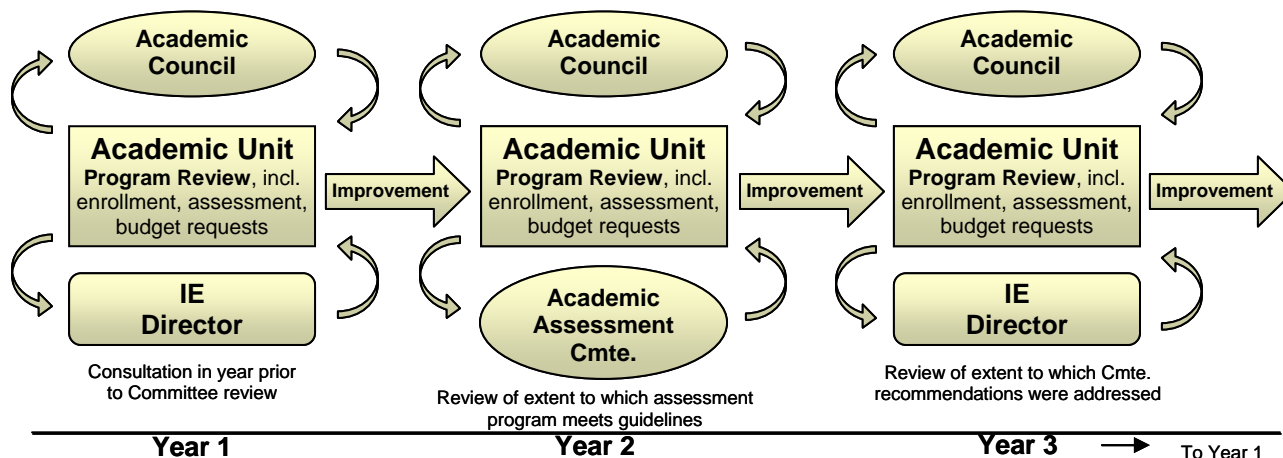 Academic
Council
Academic Unit
Program Review, incl.
enrollment, assessment,
budget requests
IE
Director
Consultation in year prior
to Committee review
Improvement
Academic
Council
Academic Unit
Program Review, incl.
enrollment, assessment,
budget requests
Academic
Assessment
Cmte.
Review of extent to which assessment
program meets guidelines
Improvement
Academic
Council
Academic Unit
Program Review, incl.
enrollment, assessment,
budget requests
IE
Director
Review of extent to which Cmte.
recommendations were addressed
Improvement
Year 1
Year 2
Year 3
To Year 1